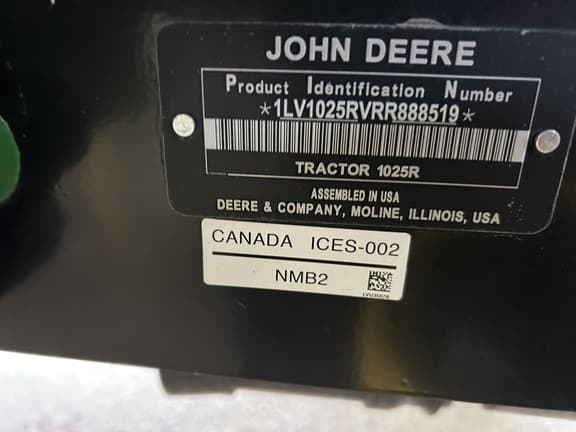 JOHN DEERE
Product Identification Number
*1LV1025RVRR888519*
TRACTOR 1025R
ASSEMBLED IN USA
DEERE & COMPANY, MOLINE, ILLINOIS, USA
CANADA ICES-002
NMB2